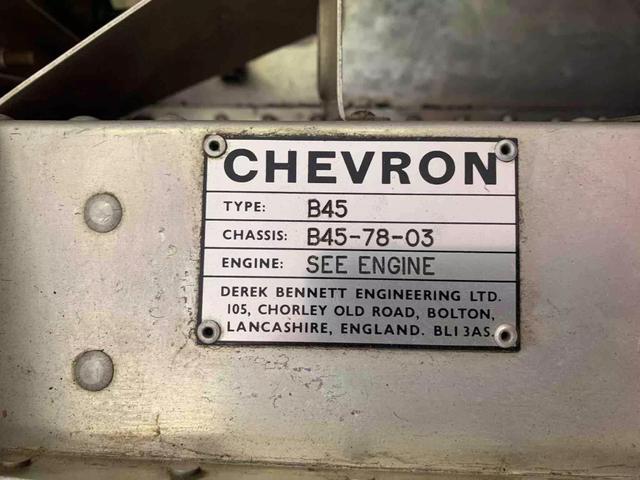 CHEVRON
TYPE: B45
CHASSIS: B45-78-03
ENGINE: SEE ENGINE
DEREK BENNETT ENGINEERING LTD.
105, CHORLEY OLD ROAD, BOLTON,
LANCASHIRE, ENGLAND. BL1 3AS.